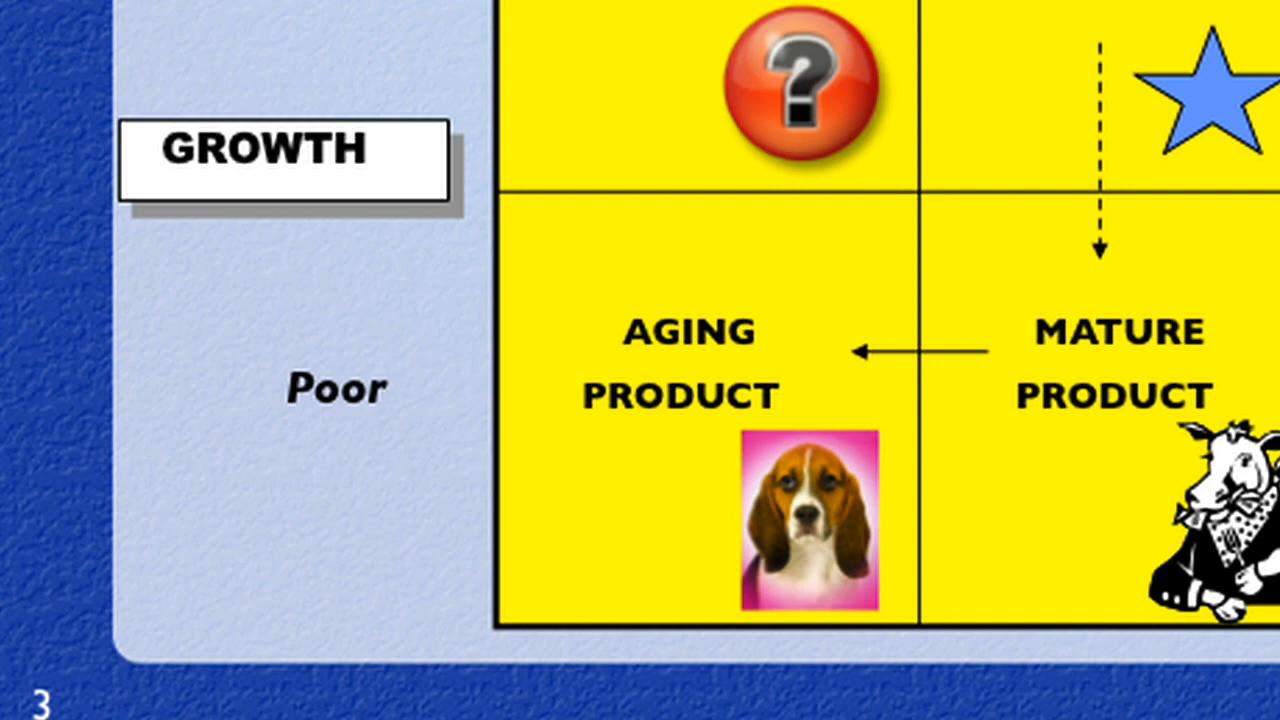 ?
GROWTH
AGING
PRODUCT
MATURE
PRODUCT
Poor
3